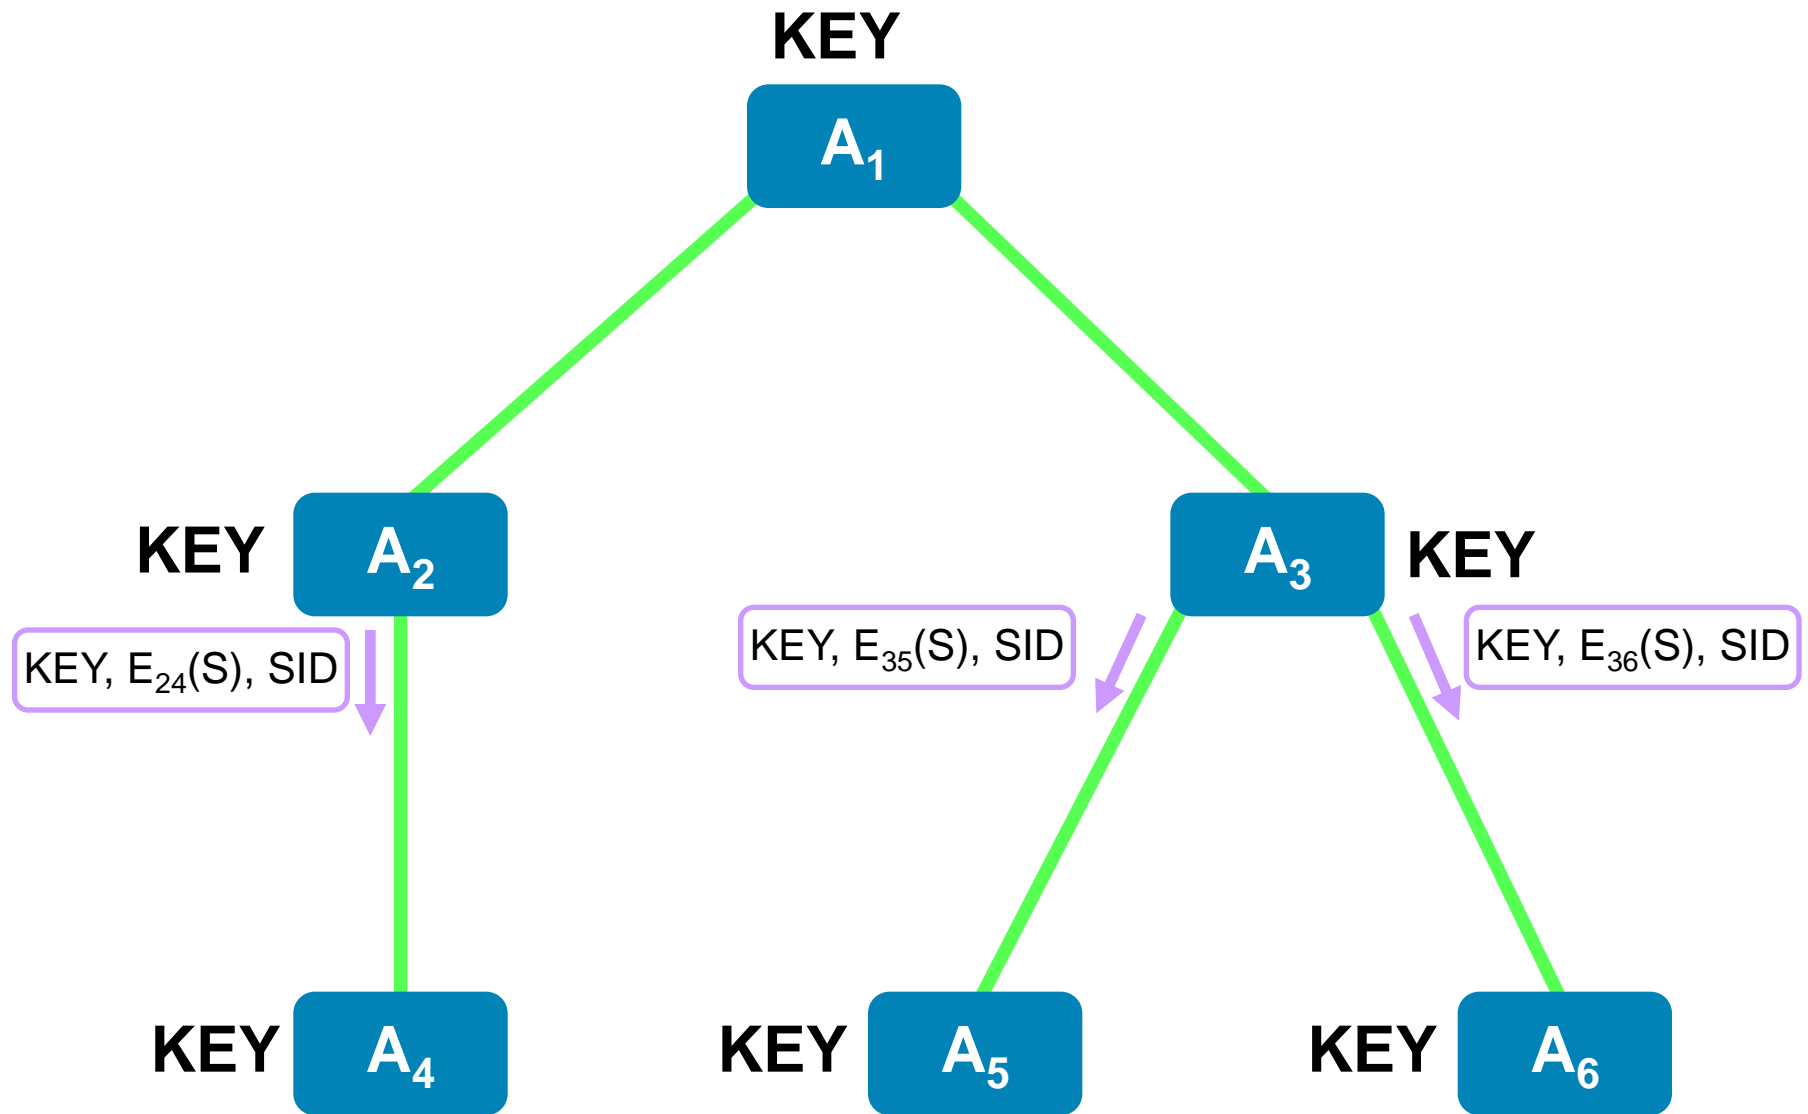 KEY
A₁
KEY
A₂
A₃
KEY
KEY, E₂₄(S), SID
KEY, E₃₅(S), SID
KEY, E₃₆(S), SID
KEY
A₄
KEY
A₅
KEY
A₆